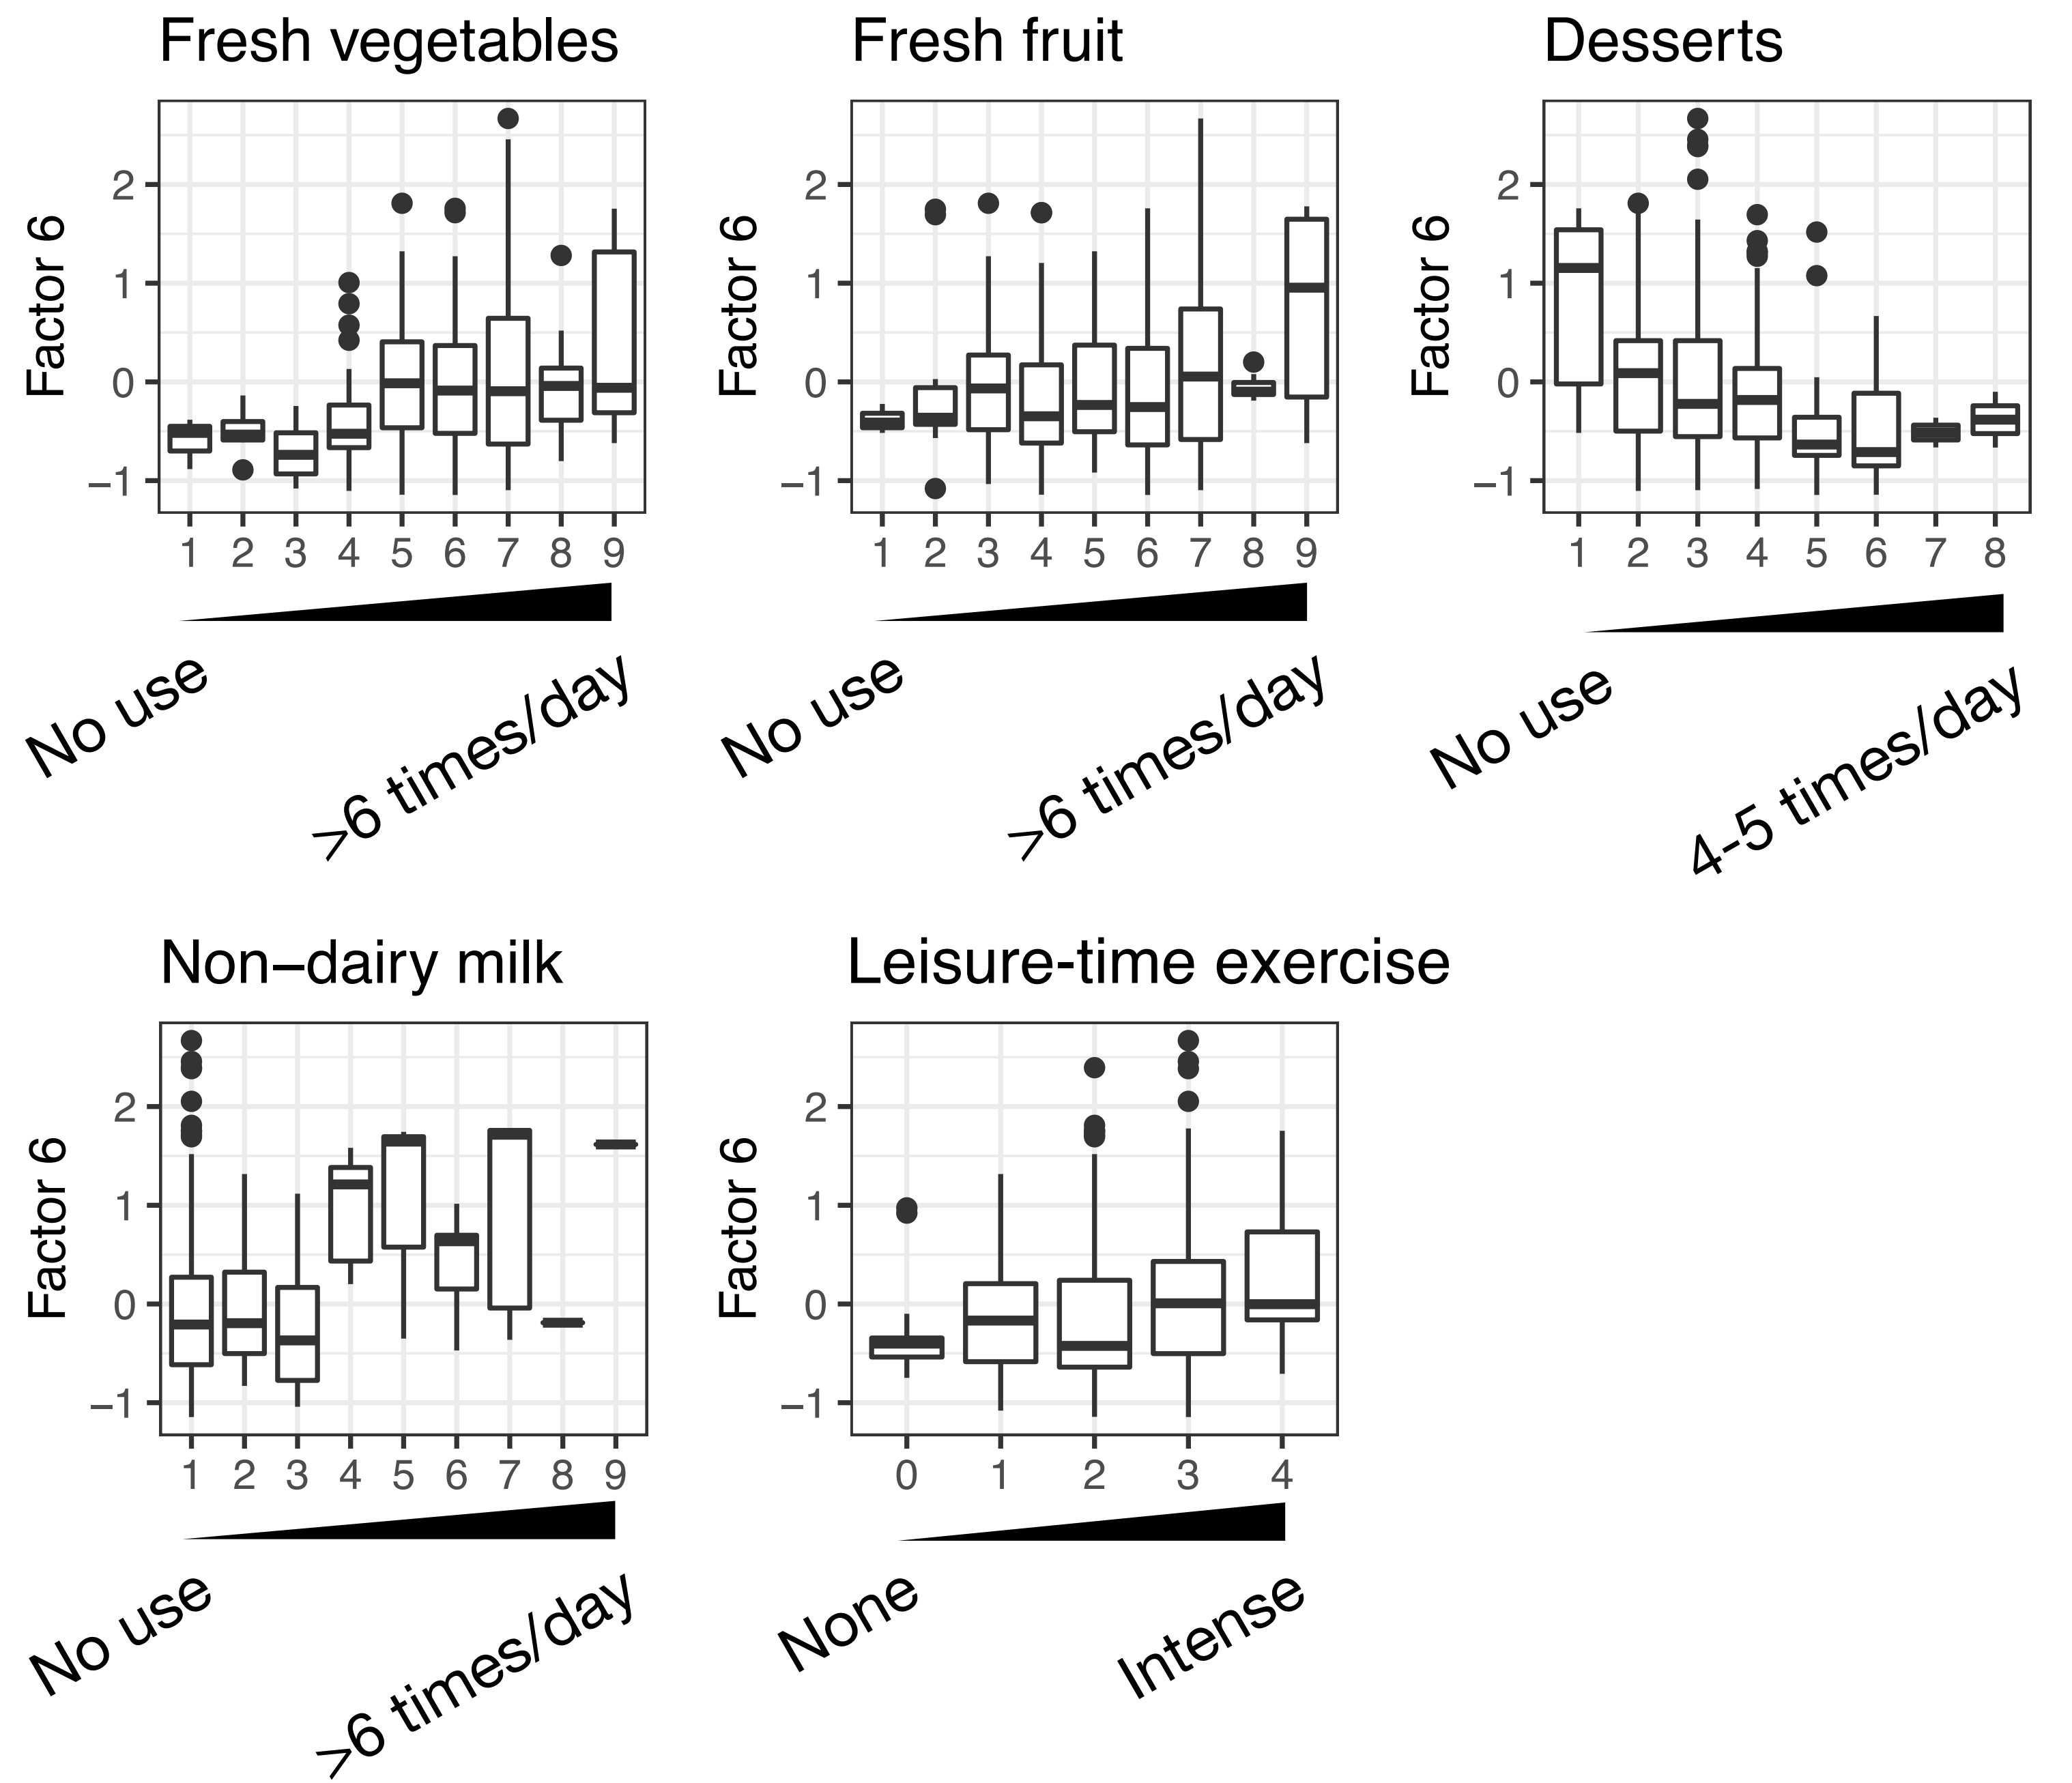 Fresh vegetables
Factor 6
2
1
0
−1
1 2 3 4 5 6 7 8 9
No use
>6 times/day
Fresh fruit
Factor 6
2
1
0
−1
1 2 3 4 5 6 7 8 9
No use
>6 times/day
Desserts
Factor 6
2
1
0
−1
1 2 3 4 5 6 7 8
No use
4-5 times/day
Non−dairy milk
Factor 6
2
1
0
−1
1 2 3 4 5 6 7 8 9
No use
>6 times/day
Leisure-time exercise
Factor 6
2
1
0
−1
0 1 2 3 4
None
Intense